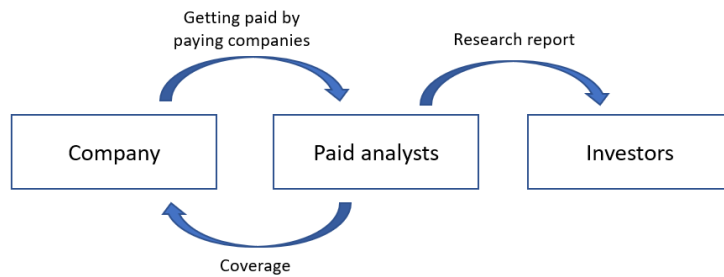 Getting paid by
paying companies
Research report
Company
Paid analysts
Investors
Coverage